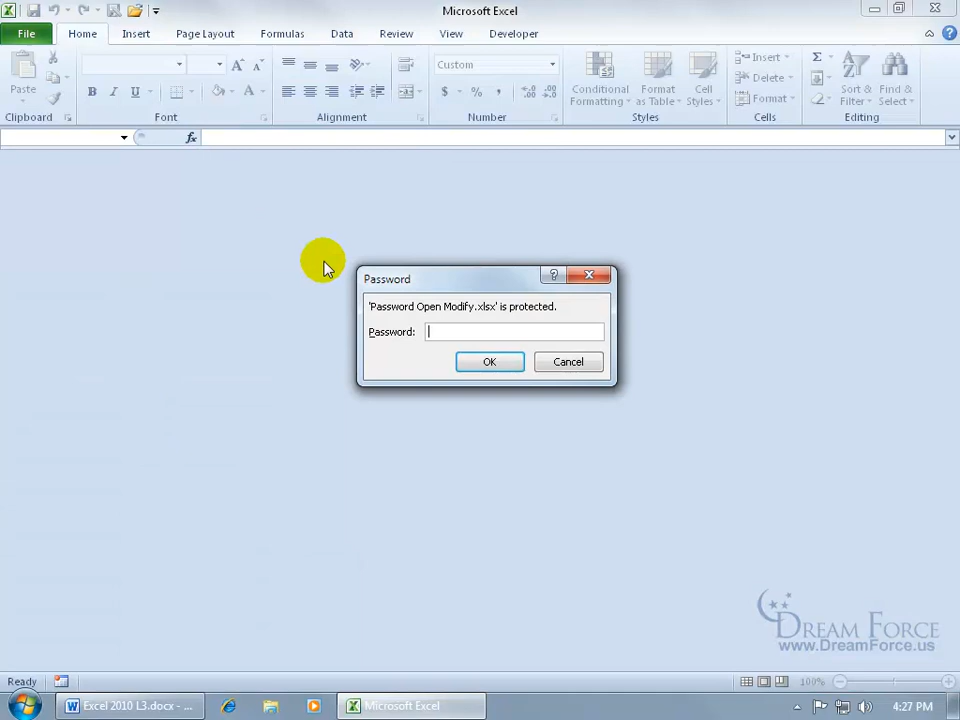 Microsoft Excel
File Home Insert Page Layout Formulas Data Review View Developer
Paste
Clipboard
B I U A A A
Font
Alignment
Custom
$ % ,
Number
Conditional Formatting
Format as Table
Cell Styles
Styles
Insert
Delete
Format
Cells
Σ
Sort & Filter
Find & Select
Editing
fx
Password
'Password Open Modify.xlsx' is protected.
Password:
OK Cancel
DREAM FORCE
www.DreamForce.us
Ready 100%
Excel 2010 L3.docx - ... Microsoft Excel 4:27 PM